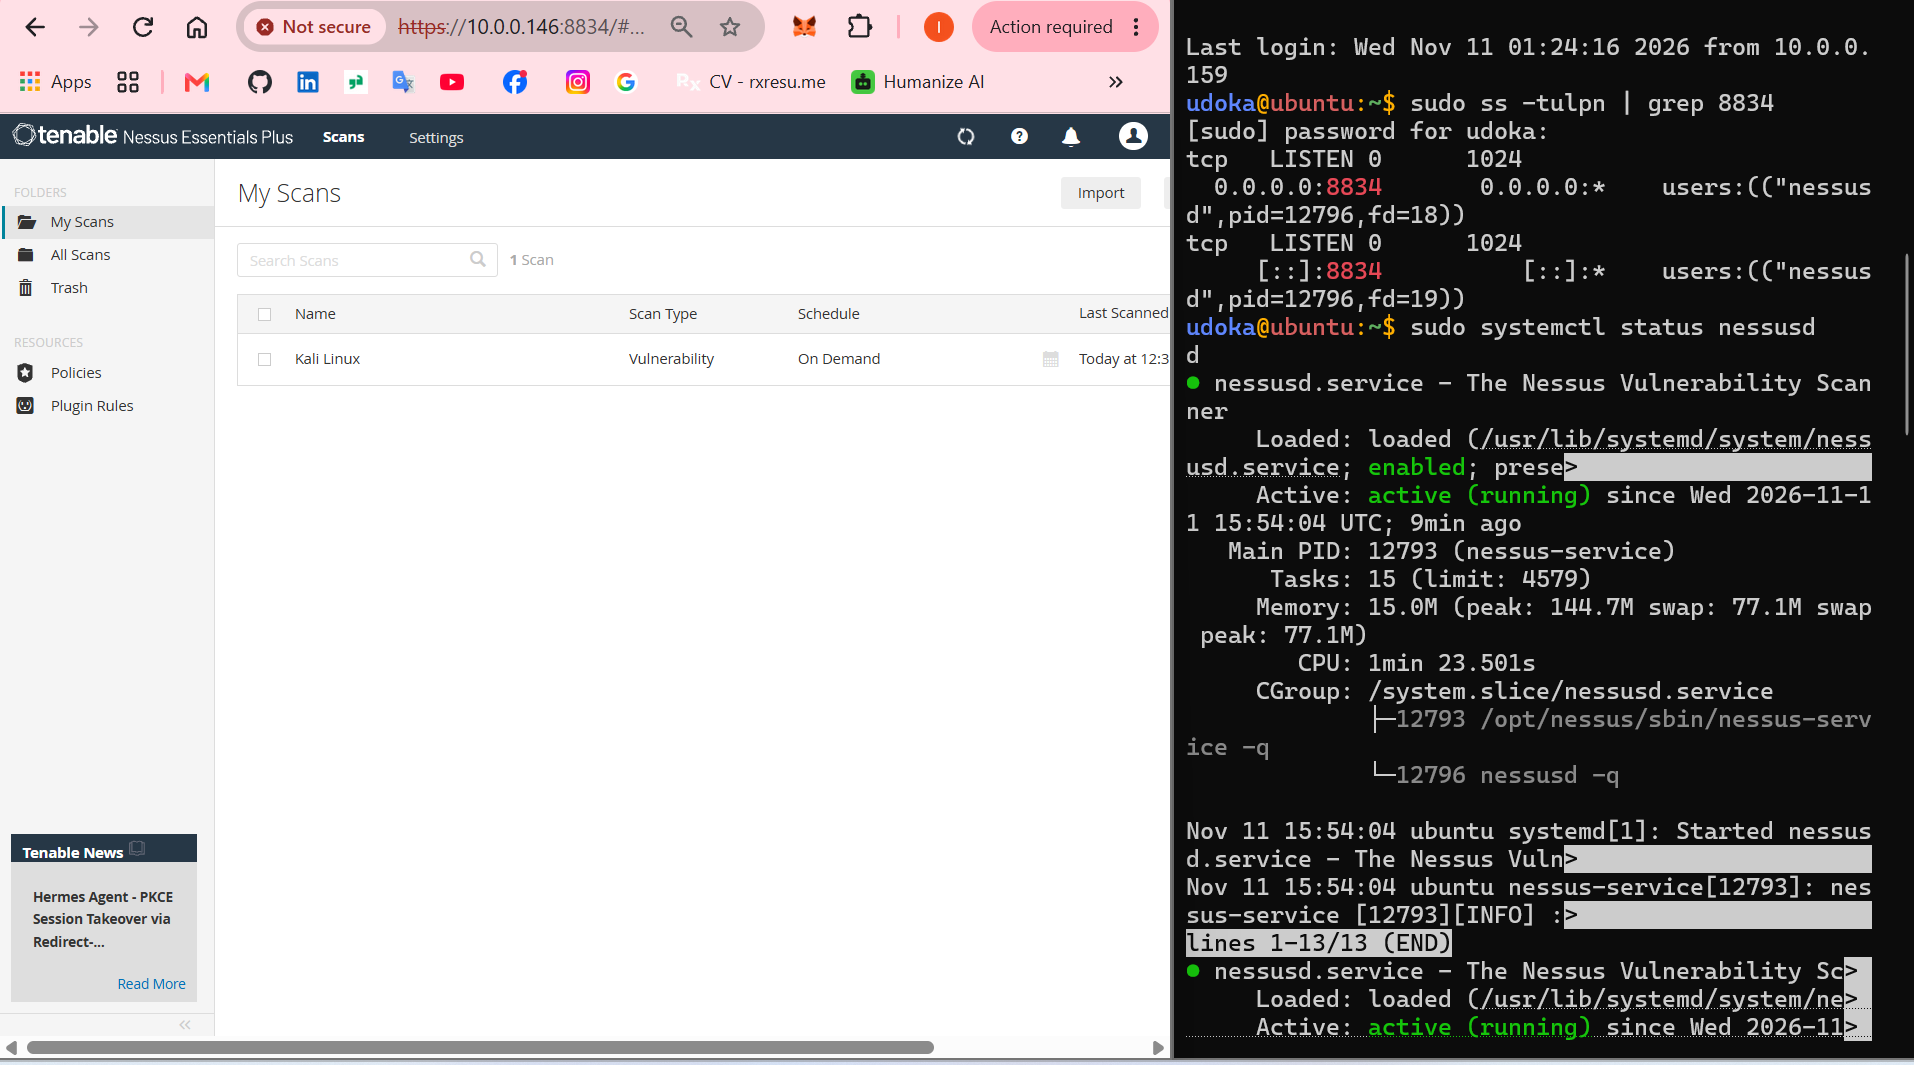 Not secure
https://10.0.0.146:8834/#...
I
Action required
Apps
CV - rxresu.me
Humanize AI
tenable Nessus Essentials Plus
Scans
Settings
FOLDERS
My Scans
All Scans
Trash
RESOURCES
Policies
Plugin Rules
Tenable News
Hermes Agent - PKCE
Session Takeover via
Redirect-...
Read More
My Scans
Import
Search Scans
1 Scan
Name Scan Type Schedule Last Scanned
Kali Linux Vulnerability On Demand Today at 12:3
Last login: Wed Nov 11 01:24:16 2026 from 10.0.0.
159
udoka@ubuntu:~$ sudo ss -tulpn | grep 8834
[sudo] password for udoka:
tcp LISTEN 0 1024
0.0.0.0:8834 0.0.0.0:* users:(("nessus
d",pid=12796,fd=18))
tcp LISTEN 0 1024
[::]:8834 [::]:* users:(("nessus
d",pid=12796,fd=19))
udoka@ubuntu:~$ sudo systemctl status nessusd
d
● nessusd.service - The Nessus Vulnerability Scan
ner
Loaded: loaded (/usr/lib/systemd/system/ness
usd.service; enabled; prese>
Active: active (running) since Wed 2026-11-1
1 15:54:04 UTC; 9min ago
Main PID: 12793 (nessus-service)
Tasks: 15 (limit: 4579)
Memory: 15.0M (peak: 144.7M swap: 77.1M swap
peak: 77.1M)
CPU: 1min 23.501s
CGroup: /system.slice/nessusd.service
├─12793 /opt/nessus/sbin/nessus-serv
ice -q
└─12796 nessusd -q
Nov 11 15:54:04 ubuntu systemd[1]: Started nessus
d.service - The Nessus Vuln>
Nov 11 15:54:04 ubuntu nessus-service[12793]: nes
sus-service [12793][INFO] :>
lines 1-13/13 (END)
● nessusd.service - The Nessus Vulnerability Sc>
Loaded: loaded (/usr/lib/systemd/system/ne>
Active: active (running) since Wed 2026-11>